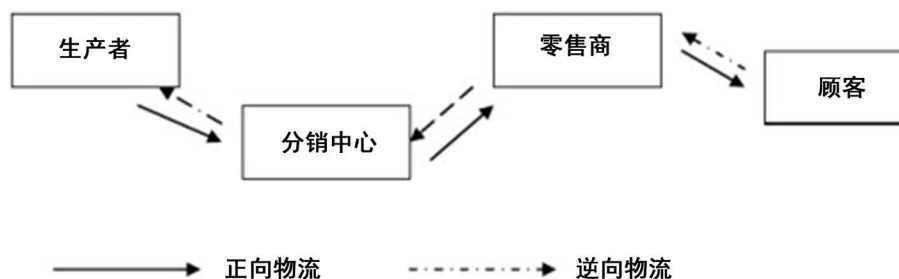 生产者
零售商
顾客
分销中心
正向物流
逆向物流